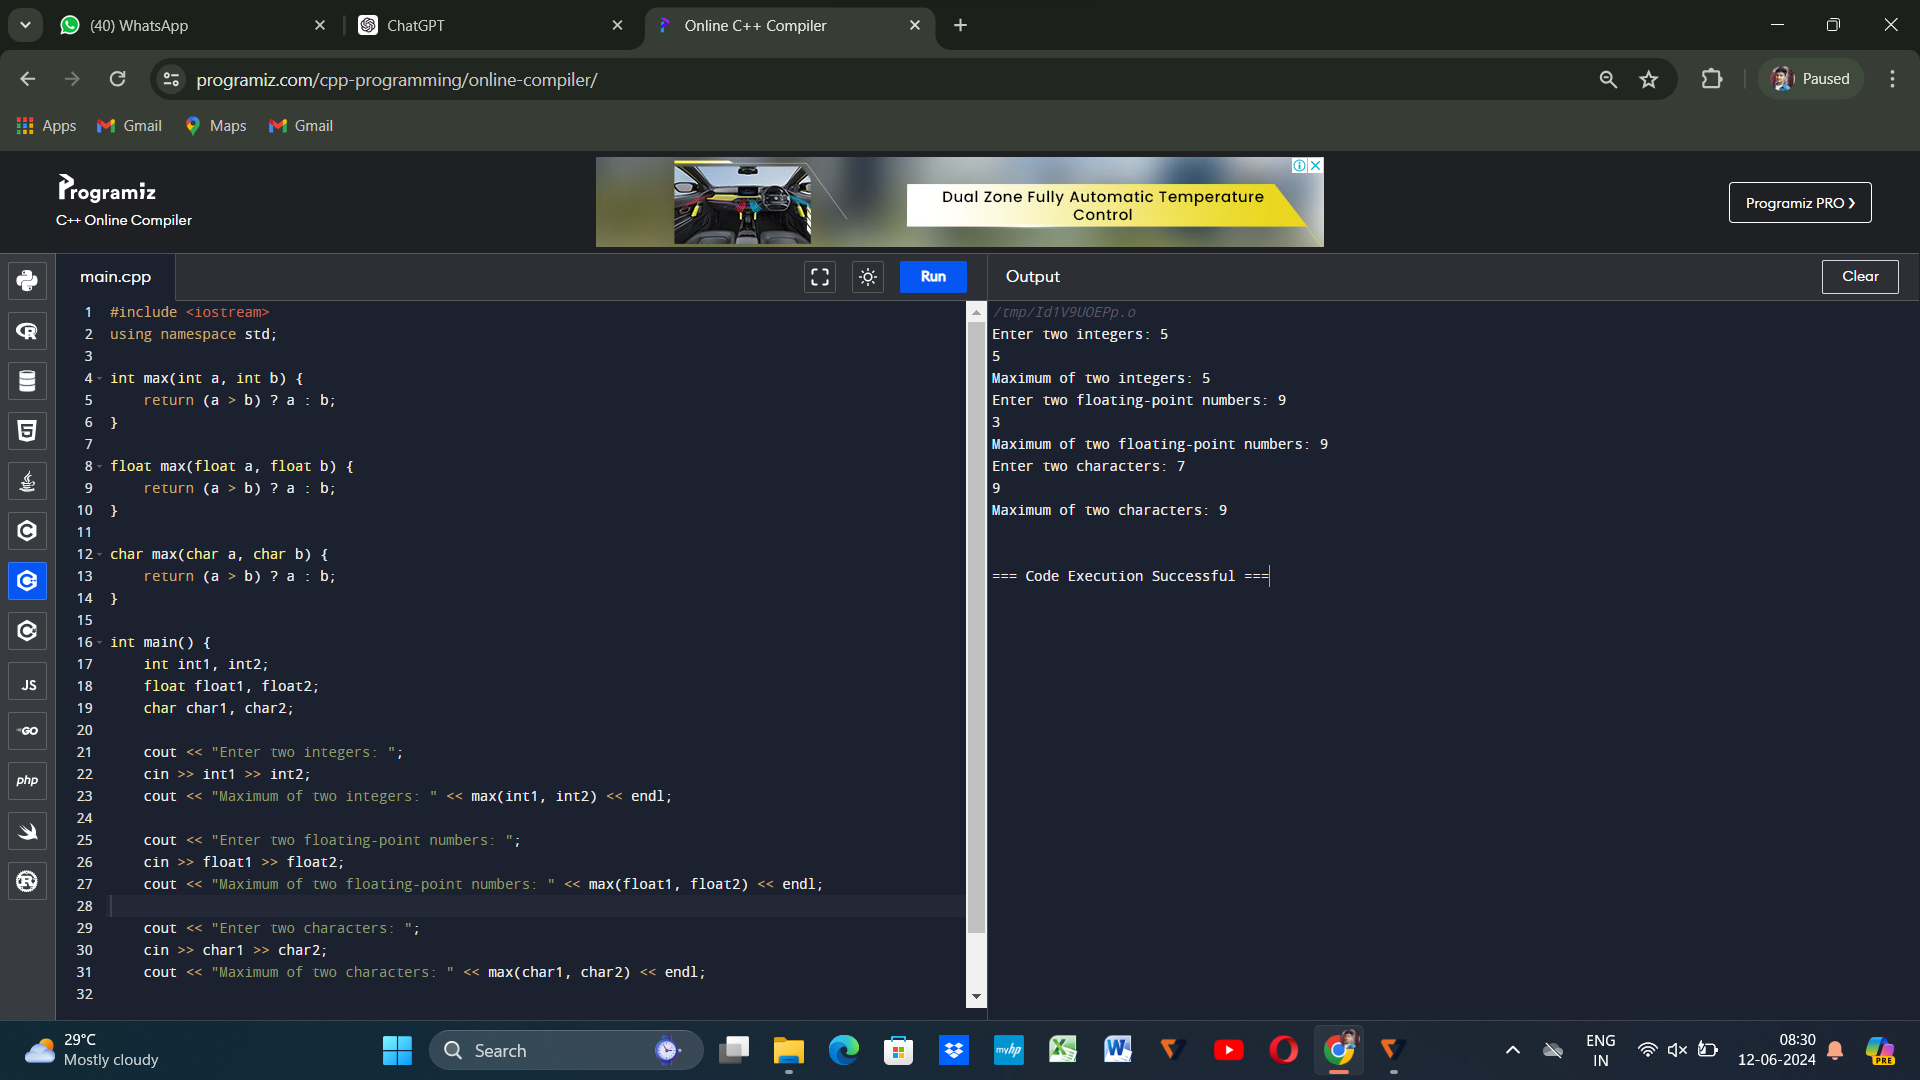 (40) WhatsApp
ChatGPT
Online C++ Compiler
programiz.com/cpp-programming/online-compiler/
Paused
Apps
Gmail
Maps
Gmail
Programiz
C++ Online Compiler
Dual Zone Fully Automatic Temperature
Control
Programiz PRO ›
main.cpp
Run
Output
Clear
1 #include <iostream>
2 using namespace std;
3
4 int max(int a, int b) {
5 return (a > b) ? a : b;
6 }
7
8 float max(float a, float b) {
9 return (a > b) ? a : b;
10 }
11
12 char max(char a, char b) {
13 return (a > b) ? a : b;
14 }
15
16 int main() {
17 int int1, int2;
18 float float1, float2;
19 char char1, char2;
20
21 cout << "Enter two integers: ";
22 cin >> int1 >> int2;
23 cout << "Maximum of two integers: " << max(int1, int2) << endl;
24
25 cout << "Enter two floating-point numbers: ";
26 cin >> float1 >> float2;
27 cout << "Maximum of two floating-point numbers: " << max(float1, float2) << endl;
28
29 cout << "Enter two characters: ";
30 cin >> char1 >> char2;
31 cout << "Maximum of two characters: " << max(char1, char2) << endl;
32
/tmp/Id1V9UOEPp.o
Enter two integers: 5
5
Maximum of two integers: 5
Enter two floating-point numbers: 9
3
Maximum of two floating-point numbers: 9
Enter two characters: 7
9
Maximum of two characters: 9
=== Code Execution Successful ===
JS
GO
php
29°C
Mostly cloudy
Search
myhp
ENG
IN
08:30
12-06-2024
PRE